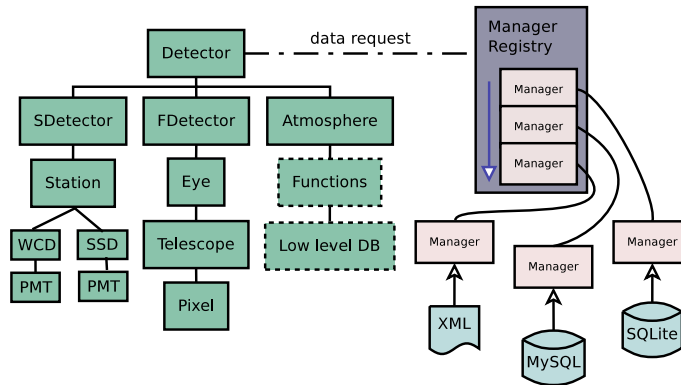 Detector
data request
Manager
Registry
Manager
Manager
Manager
SDetector
FDetector
Atmosphere
Station
Eye
Functions
WCD
SSD
Telescope
Low level DB
PMT
PMT
Pixel
Manager
Manager
Manager
XML
MySQL
SQLite